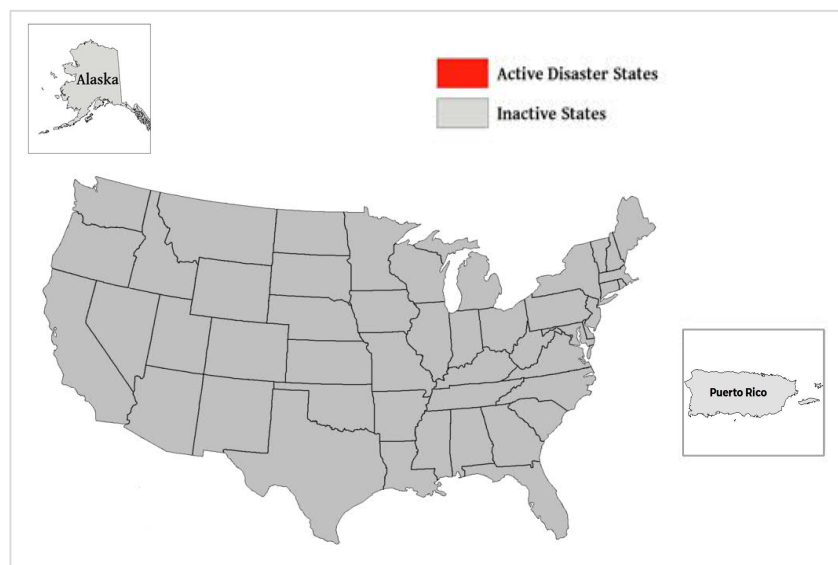 Alaska
Active Disaster States
Inactive States
Puerto Rico